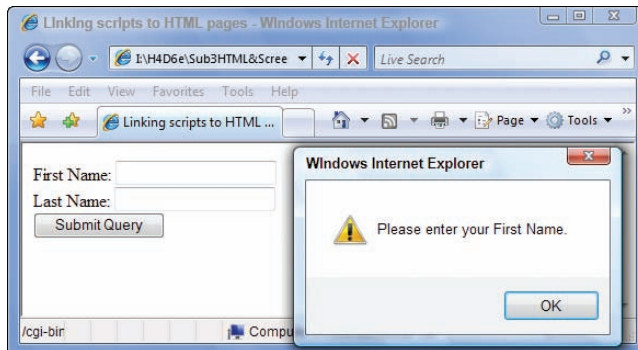 Linking scripts to HTML pages - Windows Internet Explorer
I:\H4D6e\Sub3HTML&Scree
Live Search
File Edit View Favorites Tools Help
Linking scripts to HTML ...
Page
Tools
»
First Name:
Last Name:
Submit Query
Windows Internet Explorer
Please enter your First Name.
OK
/cgi-bin
Compu